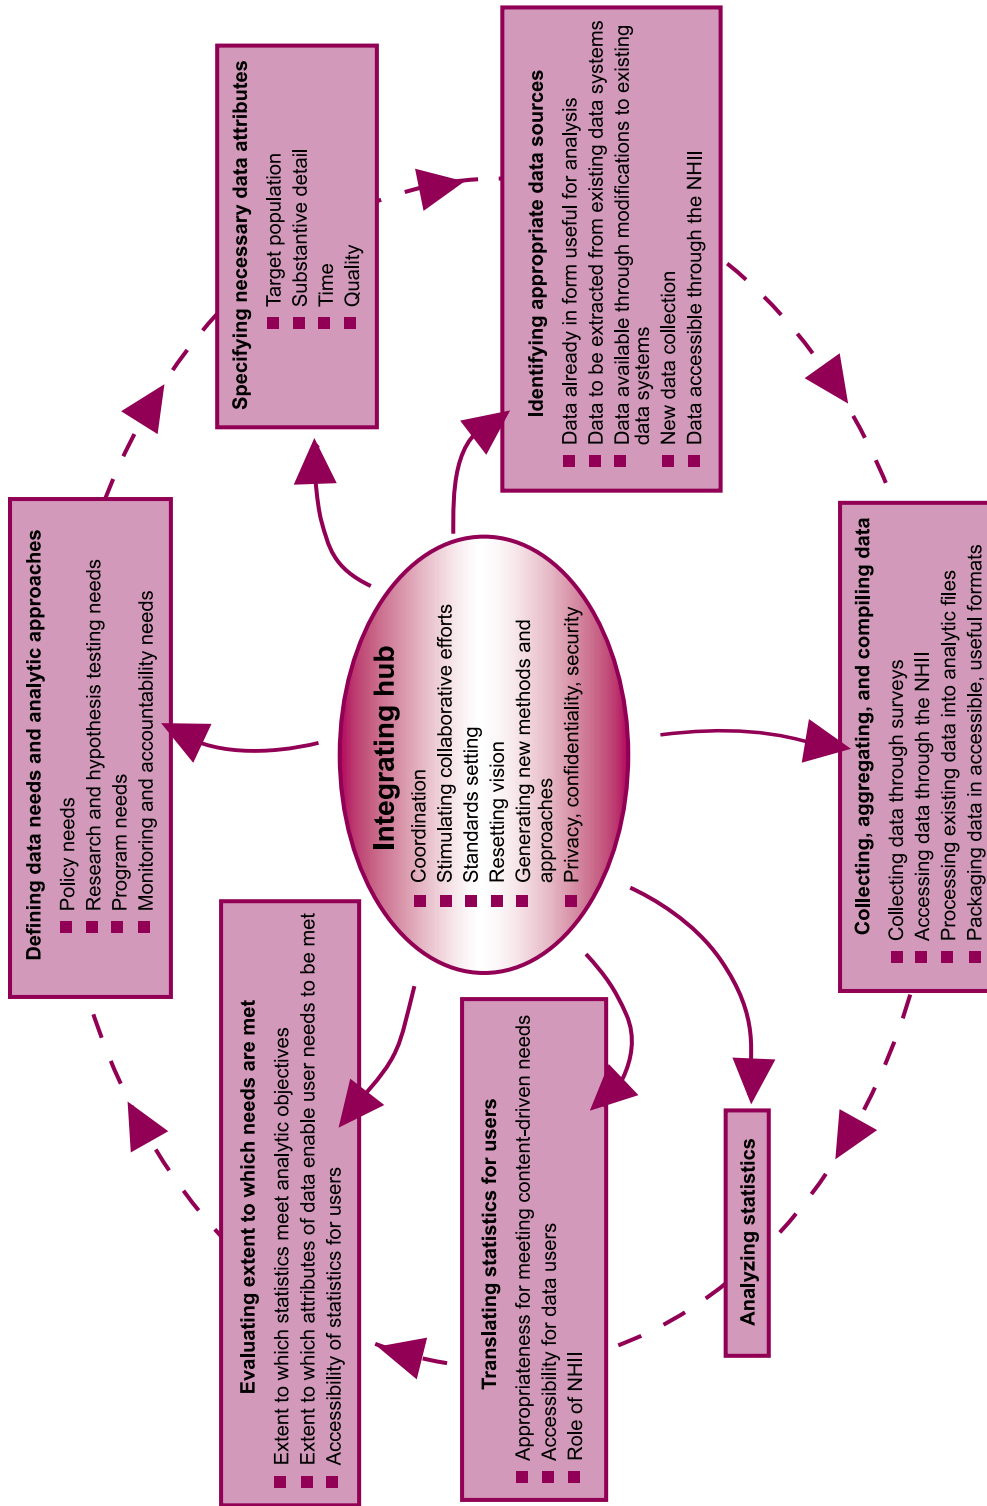 Defining data needs and analytic approaches
■ Policy needs
■ Research and hypothesis testing needs
■ Program needs
■ Monitoring and accountability needs
Specifying necessary data attributes
■ Target population
■ Substantive detail
■ Time
■ Quality
Identifying appropriate data sources
■ Data already in form useful for analysis
■ Data to be extracted from existing data systems
■ Data available through modifications to existing
data systems
■ New data collection
■ Data accessible through the NHII
Collecting, aggregating, and compiling data
■ Collecting data through surveys
■ Accessing data through the NHII
■ Processing existing data into analytic files
■ Packaging data in accessible, useful formats
Analyzing statistics
Translating statistics for users
■ Appropriateness for meeting content-driven needs
■ Accessibility for data users
■ Role of NHII
Evaluating extent to which needs are met
■ Extent to which statistics meet analytic objectives
■ Extent to which attributes of data enable user needs to be met
■ Accessibility of statistics for users
Integrating hub
■ Coordination
■ Stimulating collaborative efforts
■ Standards setting
■ Resetting vision
■ Generating new methods and
approaches
■ Privacy, confidentiality, security